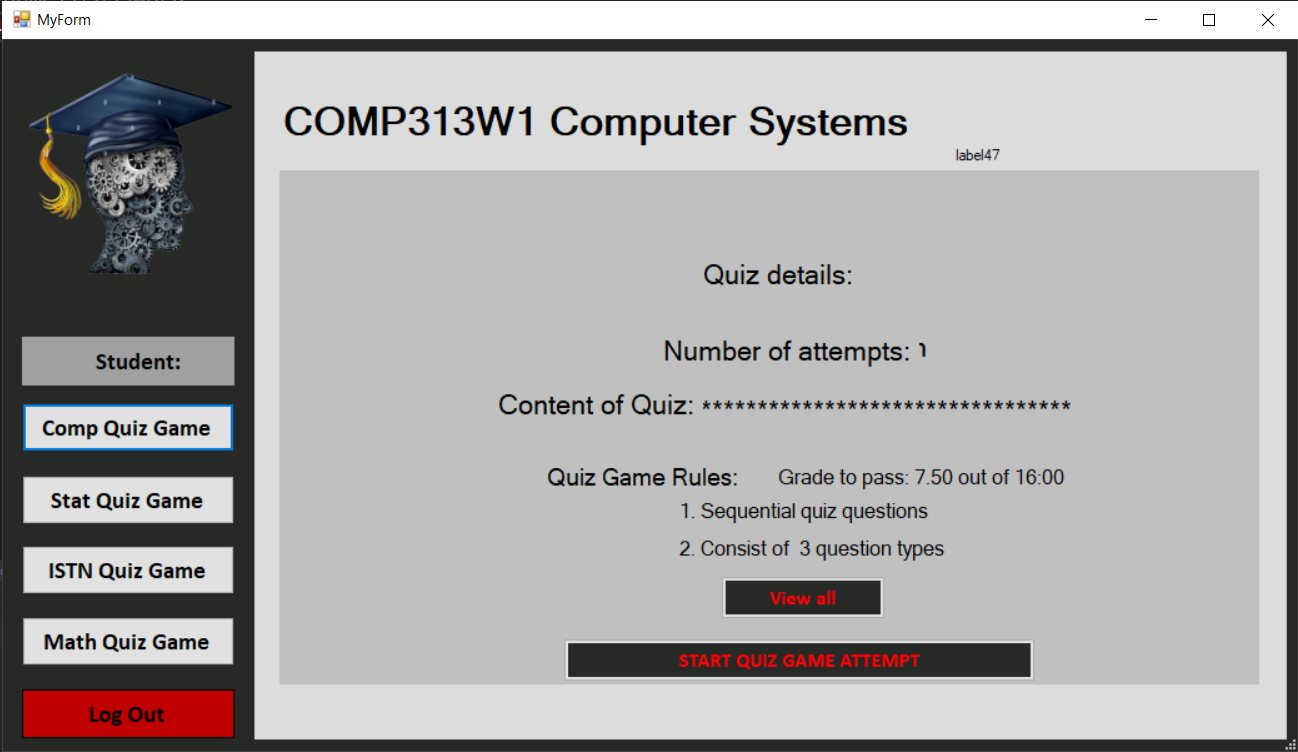 MyForm
COMP313W1 Computer Systems
label47
Quiz details:
Number of attempts:
Content of Quiz: *********************************
Quiz Game Rules: Grade to pass: 7.50 out of 16:00
1. Sequential quiz questions
2. Consist of 3 question types
View all
START QUIZ GAME ATTEMPT
Student:
Comp Quiz Game
Stat Quiz Game
ISTN Quiz Game
Math Quiz Game
Log Out